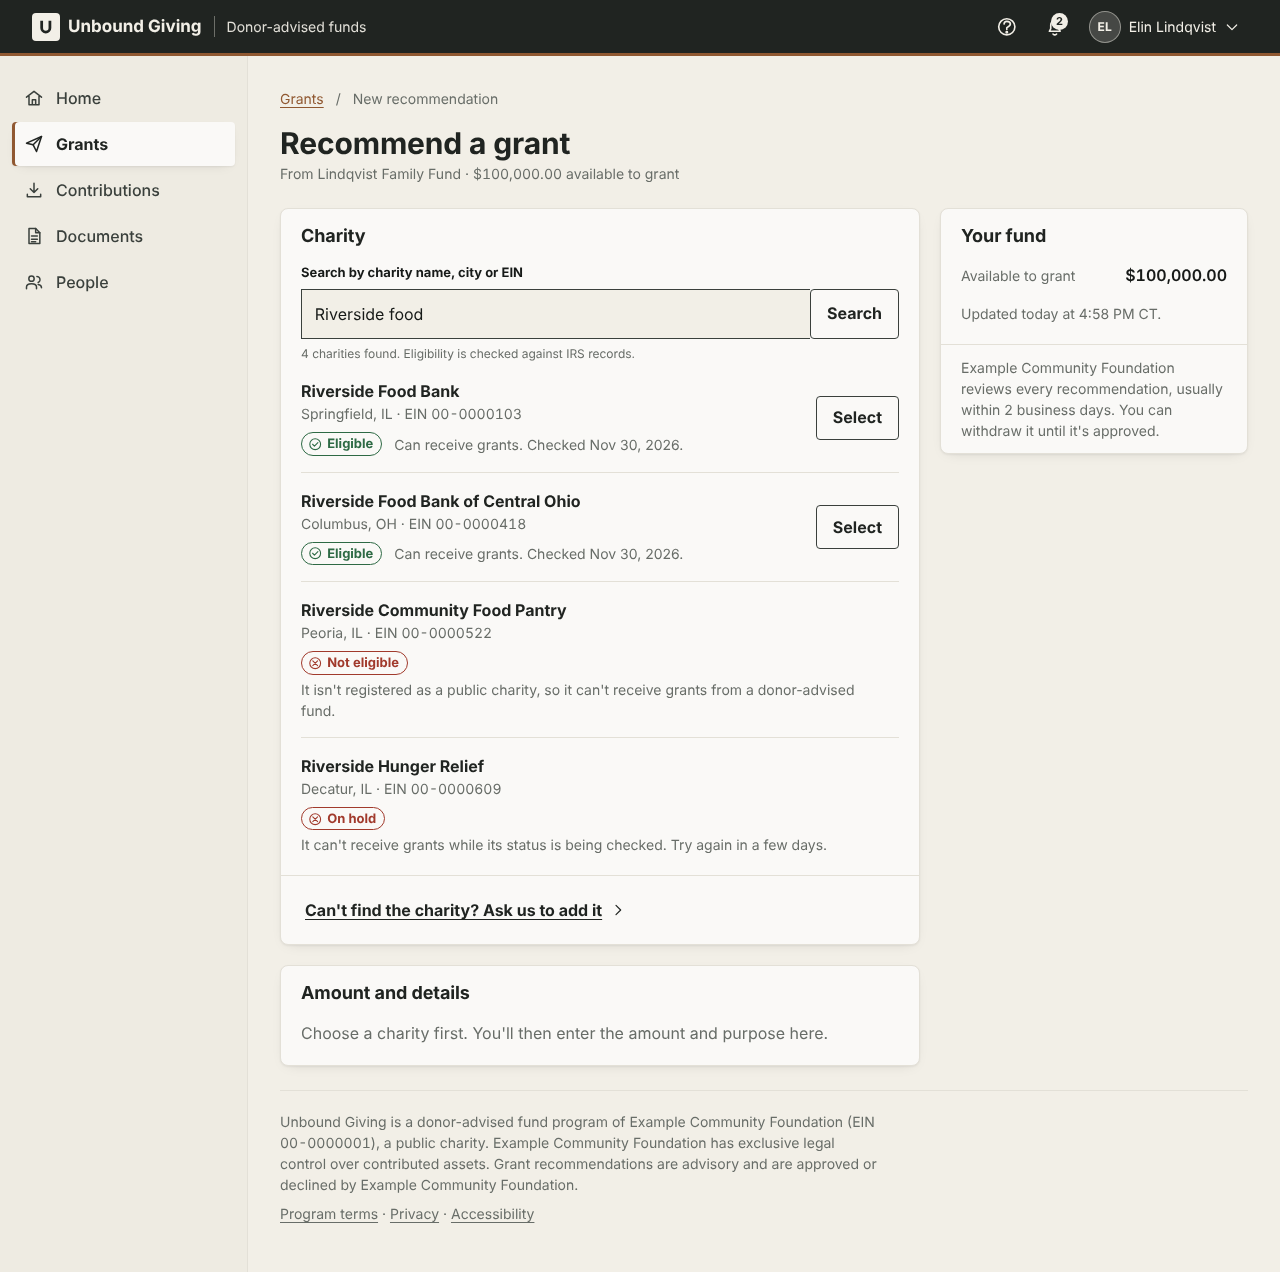 U Unbound Giving Donor-advised funds
2
EL Elin Lindqvist
Home
Grants
Contributions
Documents
People
Grants / New recommendation
Recommend a grant
From Lindqvist Family Fund · $100,000.00 available to grant
Charity
Search by charity name, city or EIN
Riverside food
Search
4 charities found. Eligibility is checked against IRS records.
Riverside Food Bank
Springfield, IL · EIN 00-0000103
Eligible Can receive grants. Checked Nov 30, 2026.
Select
Riverside Food Bank of Central Ohio
Columbus, OH · EIN 00-0000418
Eligible Can receive grants. Checked Nov 30, 2026.
Select
Riverside Community Food Pantry
Peoria, IL · EIN 00-0000522
Not eligible
It isn't registered as a public charity, so it can't receive grants from a donor-advised
fund.
Riverside Hunger Relief
Decatur, IL · EIN 00-0000609
On hold
It can't receive grants while its status is being checked. Try again in a few days.
Can't find the charity? Ask us to add it
Amount and details
Choose a charity first. You'll then enter the amount and purpose here.
Your fund
Available to grant $100,000.00
Updated today at 4:58 PM CT.
Example Community Foundation
reviews every recommendation, usually
within 2 business days. You can
withdraw it until it's approved.
Unbound Giving is a donor-advised fund program of Example Community Foundation (EIN
00-0000001), a public charity. Example Community Foundation has exclusive legal
control over contributed assets. Grant recommendations are advisory and are approved or
declined by Example Community Foundation.
Program terms · Privacy · Accessibility